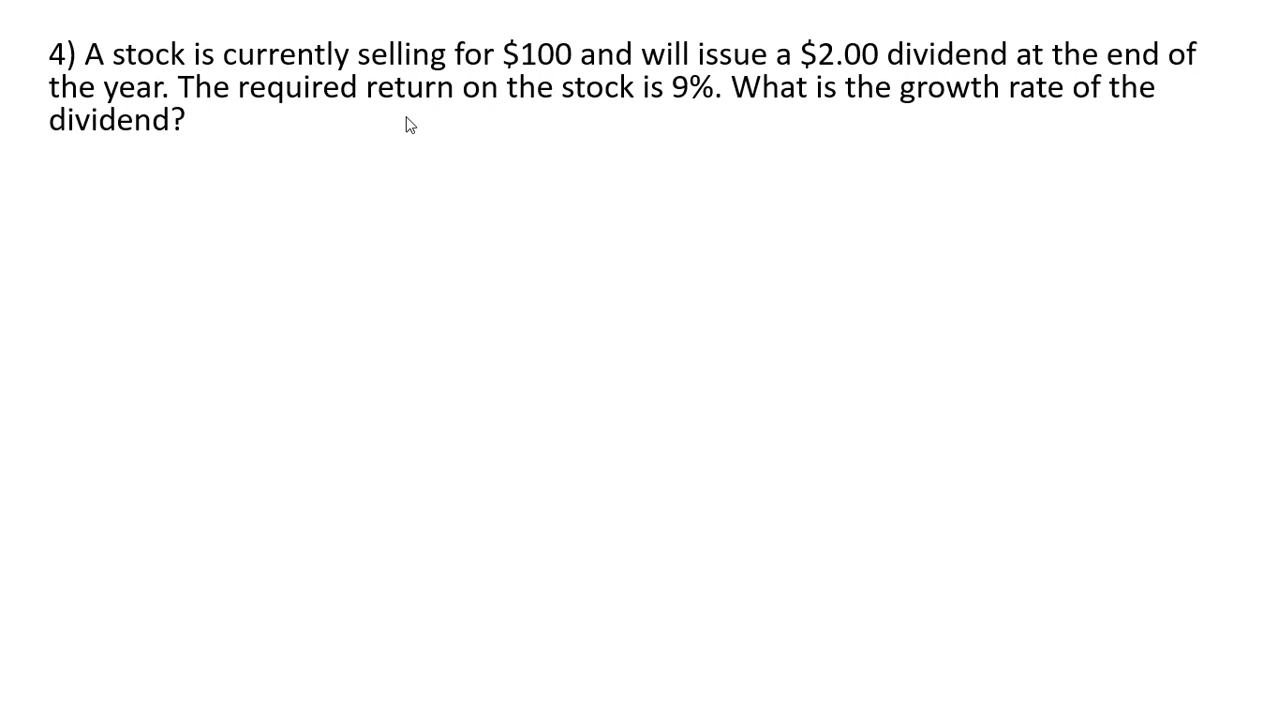 4) A stock is currently selling for $100 and will issue a $2.00 dividend at the end of
the year. The required return on the stock is 9%. What is the growth rate of the
dividend?